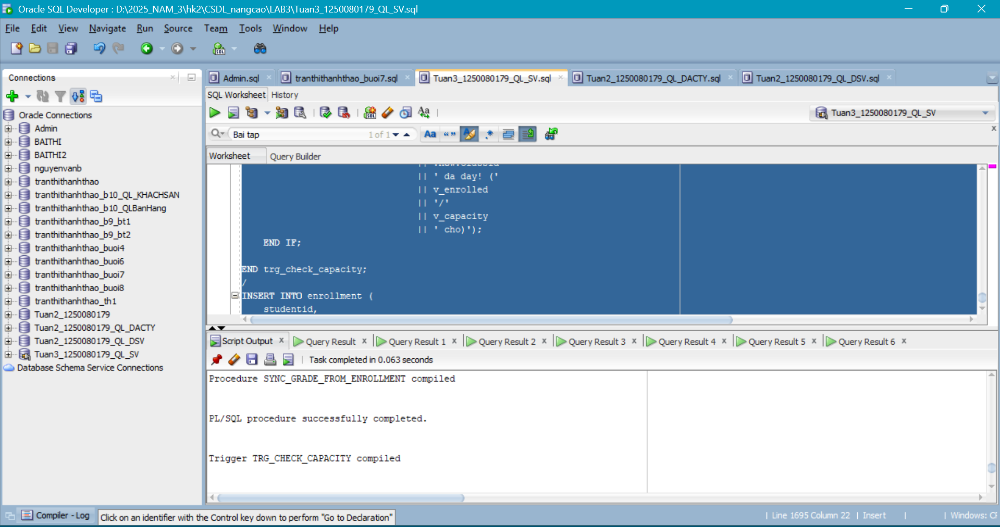 Oracle SQL Developer : D:\2025_NAM_3\hk2\CSDL_nangcao\LAB3\Tuan3_1250080179_QL_SV.sql
File Edit View Navigate Run Source Team Tools Window Help
Connections
Oracle Connections
Admin
BAITHI
BAITHI2
nguyenvanb
tranthithanhthao
tranthithanhthao_b10_QL_KHACHSAN
tranthithanhthao_b10_QLBanHang
tranthithanhthao_b9_bt1
tranthithanhthao_b9_bt2
tranthithanhthao_buoi4
tranthithanhthao_buoi6
tranthithanhthao_buoi7
tranthithanhthao_buoi8
tranthithanhthao_th1
Tuan2_1250080179
Tuan2_1250080179_QL_DACTY
Tuan2_1250080179_QL_DSV
Tuan3_1250080179_QL_SV
Database Schema Service Connections
Admin.sql tranthithanhthao_buoi7.sql Tuan3_1250080179_QL_SV.sql Tuan2_1250080179_QL_DACTY.sql Tuan2_1250080179_QL_DSV.sql
SQL Worksheet History
Tuan3_1250080179_QL_SV
Bai tap 1 of 1
Worksheet Query Builder
|| ' da day! ('
|| v_enrolled
|| '/'
|| v_capacity
|| ' cho)');
END IF;
END trg_check_capacity;
/
INSERT INTO enrollment (
studentid,
Script Output Query Result Query Result 1 Query Result 2 Query Result 3 Query Result 4 Query Result 5 Query Result 6
Task completed in 0.063 seconds
Procedure SYNC_GRADE_FROM_ENROLLMENT compiled
PL/SQL procedure successfully completed.
Trigger TRG_CHECK_CAPACITY compiled
Compiler - Log Click on an identifier with the Control key down to perform "Go to Declaration" Line 1695 Column 22 Insert Windows: